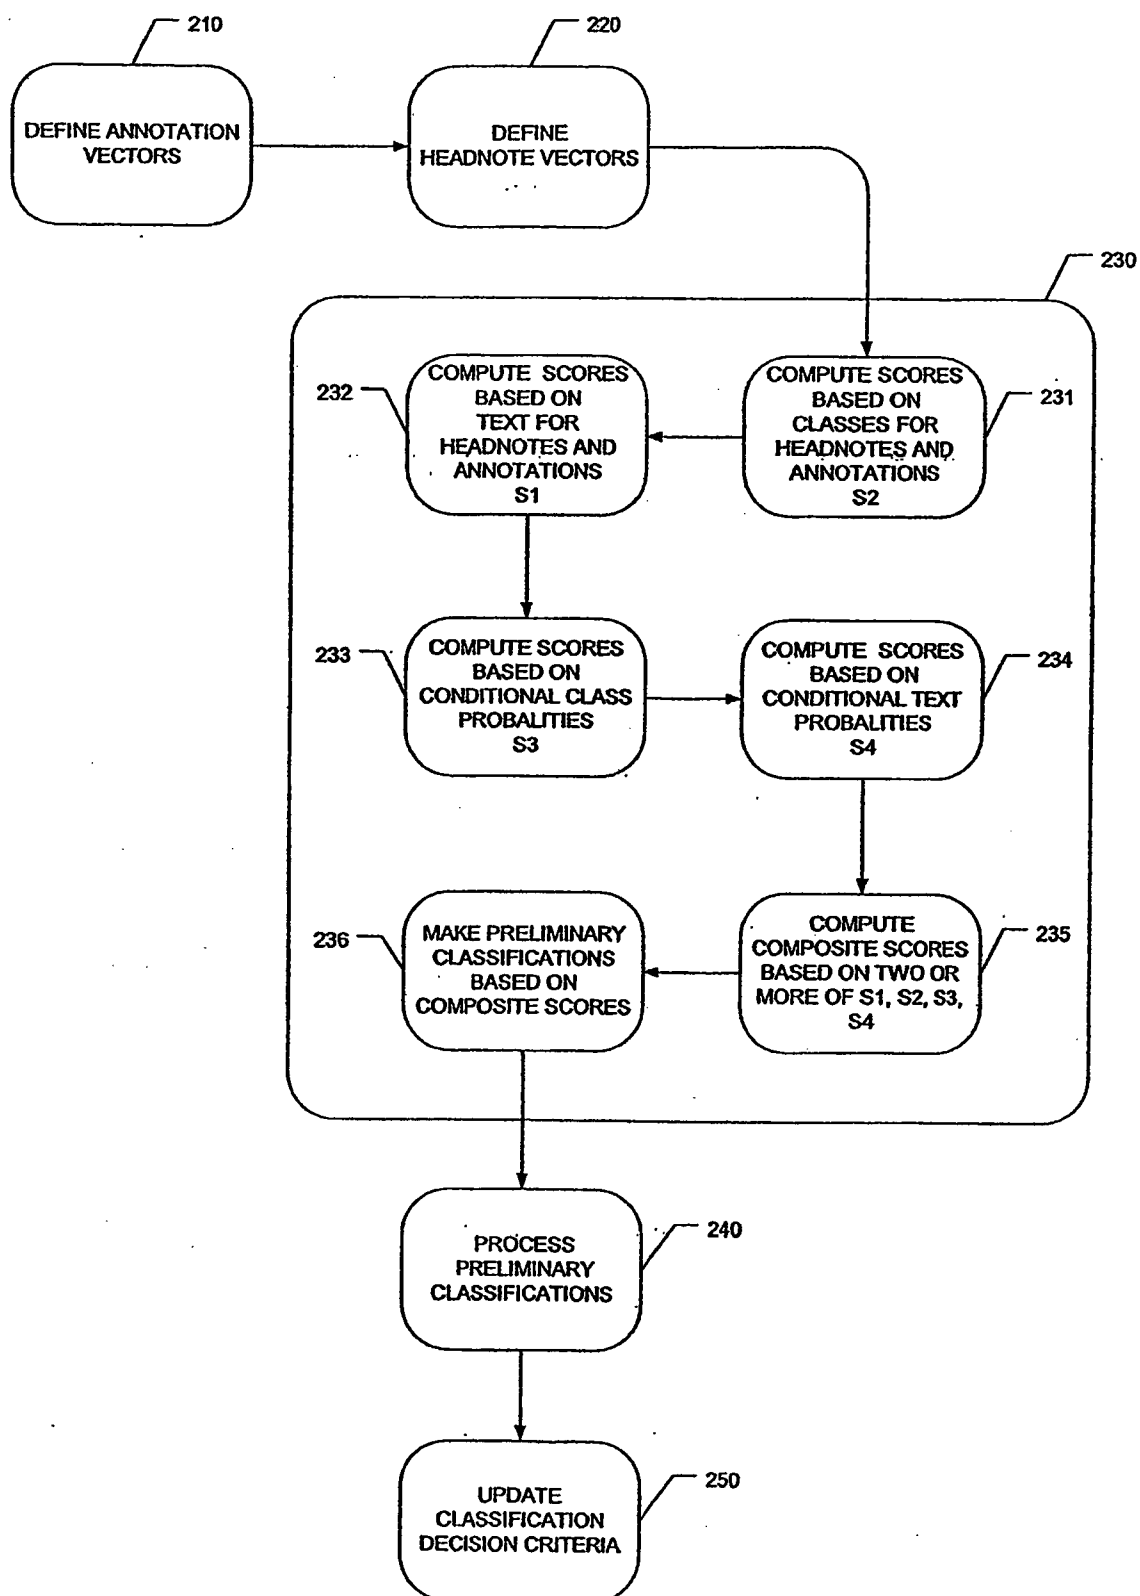 210
220
DEFINE ANNOTATION
VECTORS
DEFINE
HEADNOTE VECTORS
230
232
COMPUTE SCORES
BASED ON
TEXT FOR
HEADNOTES AND
ANNOTATIONS
S1
COMPUTE SCORES
BASED ON
CLASSES FOR
HEADNOTES AND
ANNOTATIONS
S2
231
233
COMPUTE SCORES
BASED ON
CONDITIONAL CLASS
PROBALITIES
S3
COMPUTE SCORES
BASED ON
CONDITIONAL TEXT
PROBALITIES
S4
234
236
MAKE PRELIMINARY
CLASSIFICATIONS
BASED ON
COMPOSITE SCORES
COMPUTE
COMPOSITE SCORES
BASED ON TWO OR
MORE OF S1, S2, S3,
S4
235
PROCESS
PRELIMINARY
CLASSIFICATIONS
240
UPDATE
CLASSIFICATION
DECISION CRITERIA
250